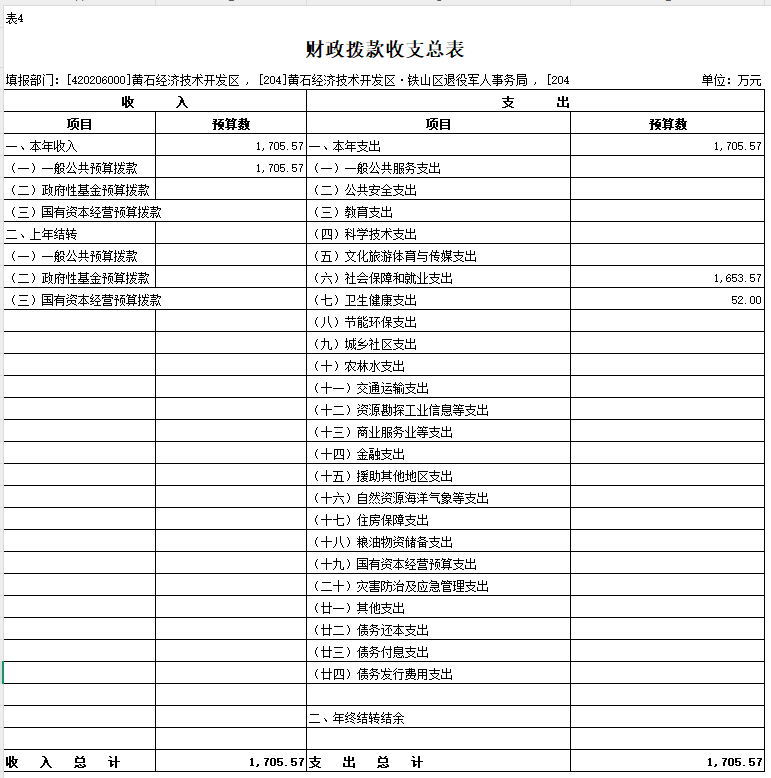 表4
财政拨款收支总表
填报部门：[420206000]黄石经济技术开发区 , [204]黄石经济技术开发区·铁山区退役军人事务局 , [204 单位：万元
收 入 支 出
项目 预算数 项目 预算数
一、本年收入 1,705.57 一、本年支出 1,705.57
（一）一般公共预算拨款 1,705.57 （一）一般公共服务支出
（二）政府性基金预算拨款 （二）公共安全支出
（三）国有资本经营预算拨款 （三）教育支出
二、上年结转 （四）科学技术支出
（一）一般公共预算拨款 （五）文化旅游体育与传媒支出
（二）政府性基金预算拨款 （六）社会保障和就业支出 1,653.57
（三）国有资本经营预算拨款 （七）卫生健康支出 52.00
（八）节能环保支出
（九）城乡社区支出
（十）农林水支出
（十一）交通运输支出
（十二）资源勘探工业信息等支出
（十三）商业服务业等支出
（十四）金融支出
（十五）援助其他地区支出
（十六）自然资源海洋气象等支出
（十七）住房保障支出
（十八）粮油物资储备支出
（十九）国有资本经营预算支出
（二十）灾害防治及应急管理支出
（廿一）其他支出
（廿二）债务还本支出
（廿三）债务付息支出
（廿四）债务发行费用支出
二、年终结转结余
收 入 总 计 1,705.57 支 出 总 计 1,705.57